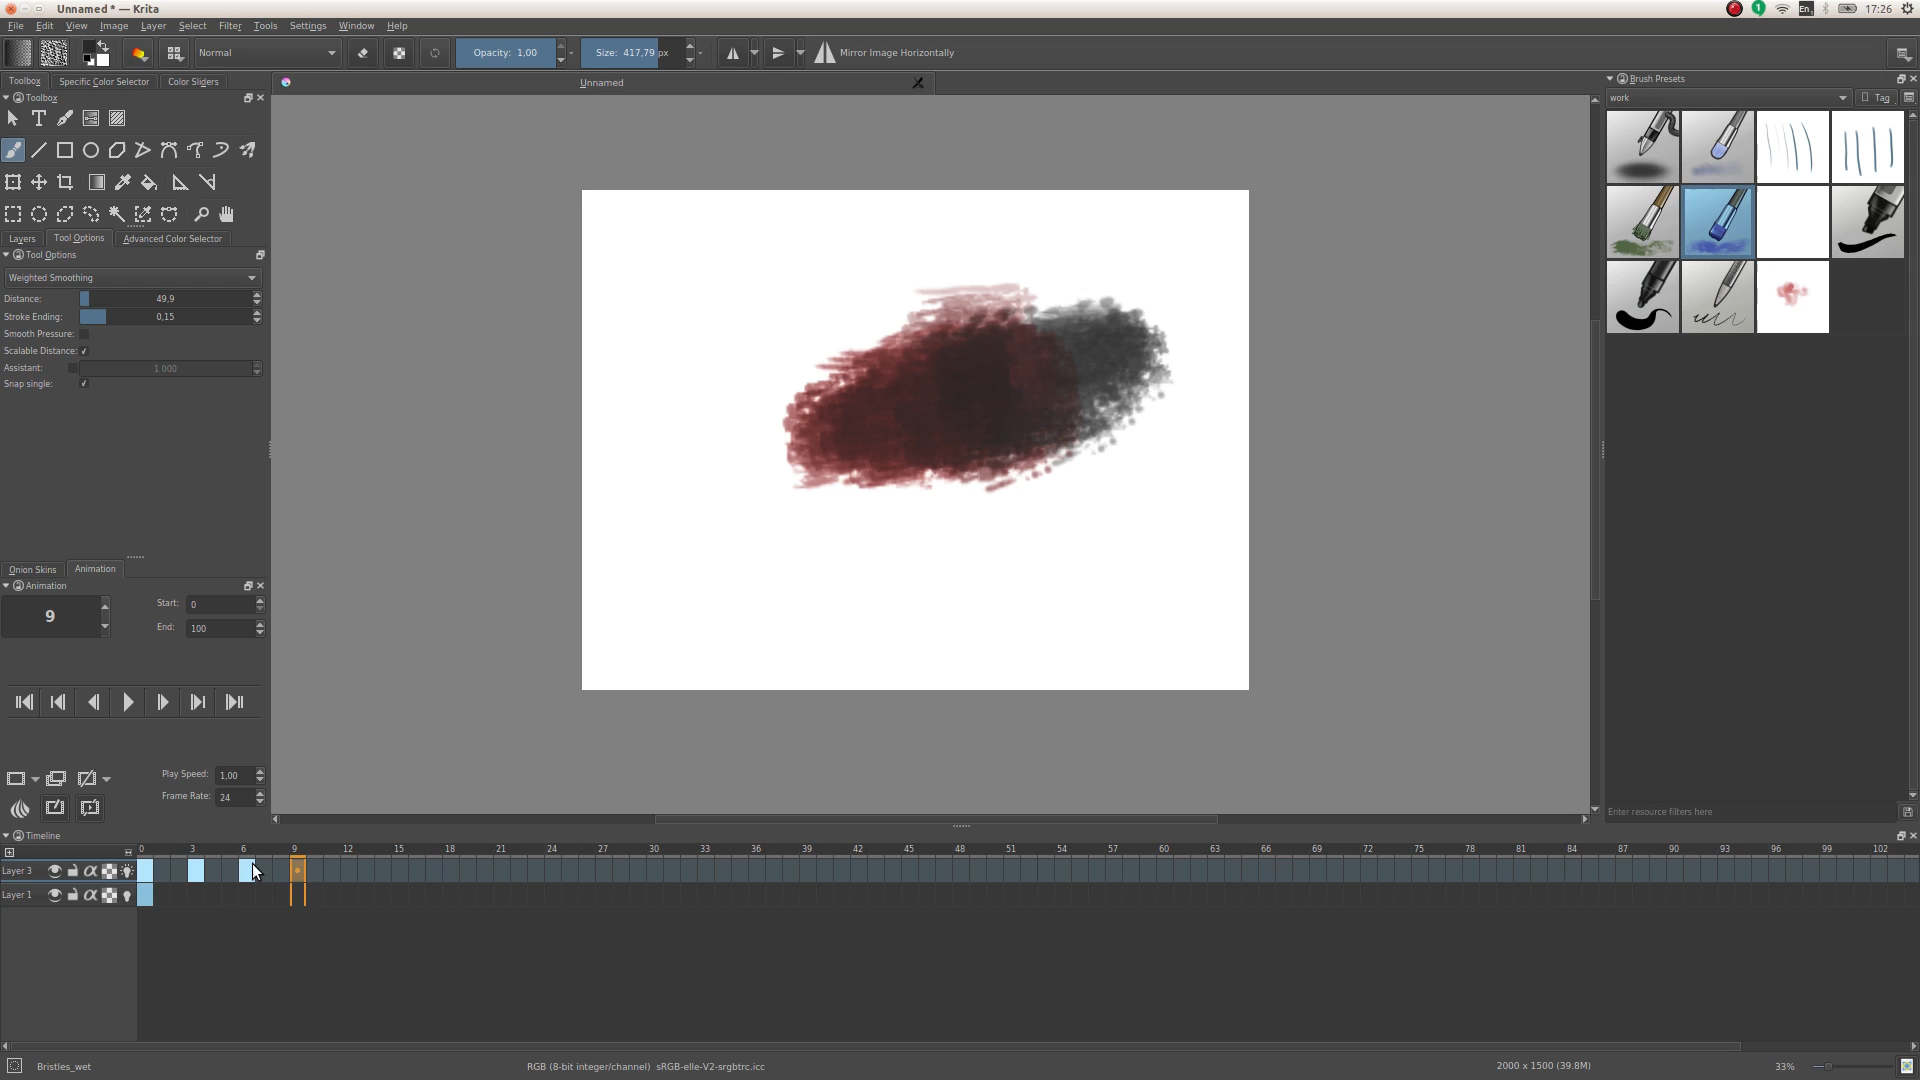 Unnamed * — Krita
En
1
17:26
File Edit View Image Layer Select Filter Tools Settings Window Help
Normal
Opacity: 1,00
Size: 417,79 px
Mirror Image Horizontally
Toolbox Specific Color Selector Color Sliders
Toolbox
Unnamed
Brush Presets
work
Tag
Layers Tool Options Advanced Color Selector
Tool Options
Weighted Smoothing
Distance: 49,9
Stroke Ending: 0,15
Smooth Pressure:
Scalable Distance:
Assistant: 1 000
Snap single:
Onion Skins Animation
Animation
9
Start: 0
End: 100
Play Speed: 1,00
Frame Rate: 24
Enter resource filters here
Timeline
0 3 6 9 12 15 18 21 24 27 30 33 36 39 42 45 48 51 54 57 60 63 66 69 72 75 78 81 84 87 90 93 96 99 102
Layer 3
Layer 1
Bristles_wet
RGB (8-bit integer/channel) sRGB-elle-V2-srgbtrc.icc
2000 x 1500 (39.8M)
33%